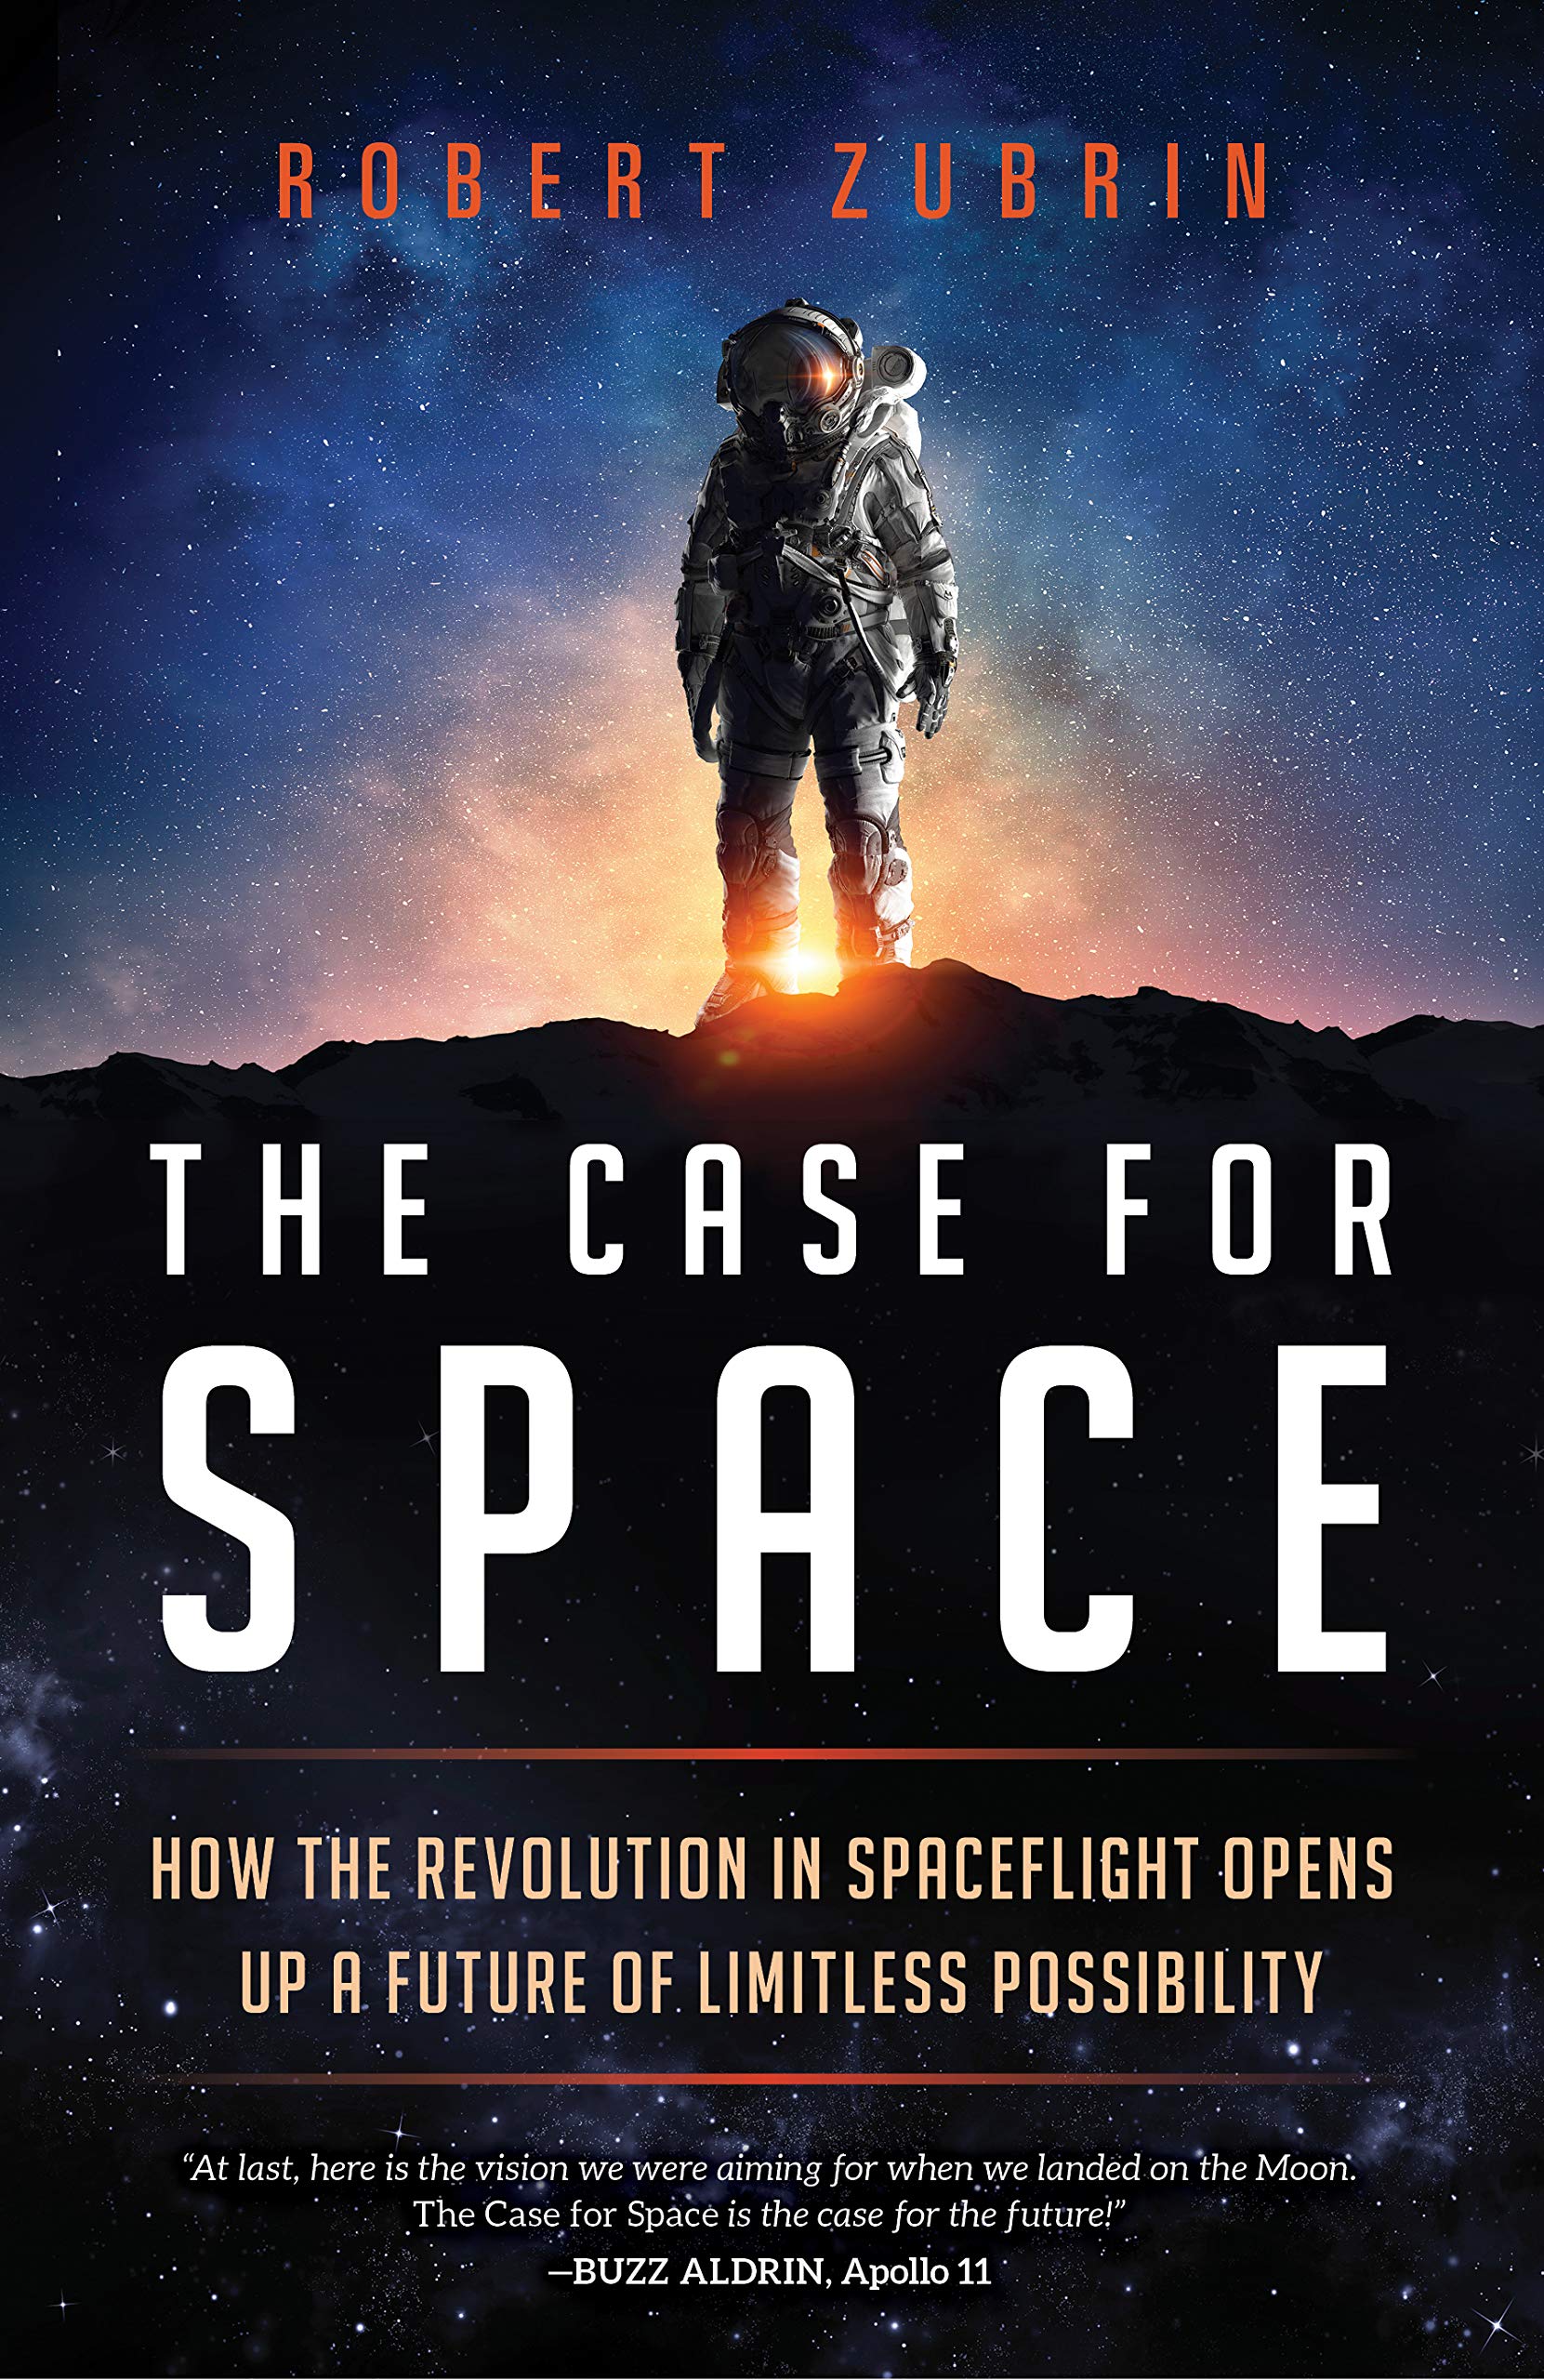 ROBERT ZUBRIN
THE CASE FOR
SPACE
HOW THE REVOLUTION IN SPACEFLIGHT OPENS
UP A FUTURE OF LIMITLESS POSSIBILITY
“At last, here is the vision we were aiming for when we landed on the Moon.
The Case for Space is the case for the future!”
—BUZZ ALDRIN, Apollo 11